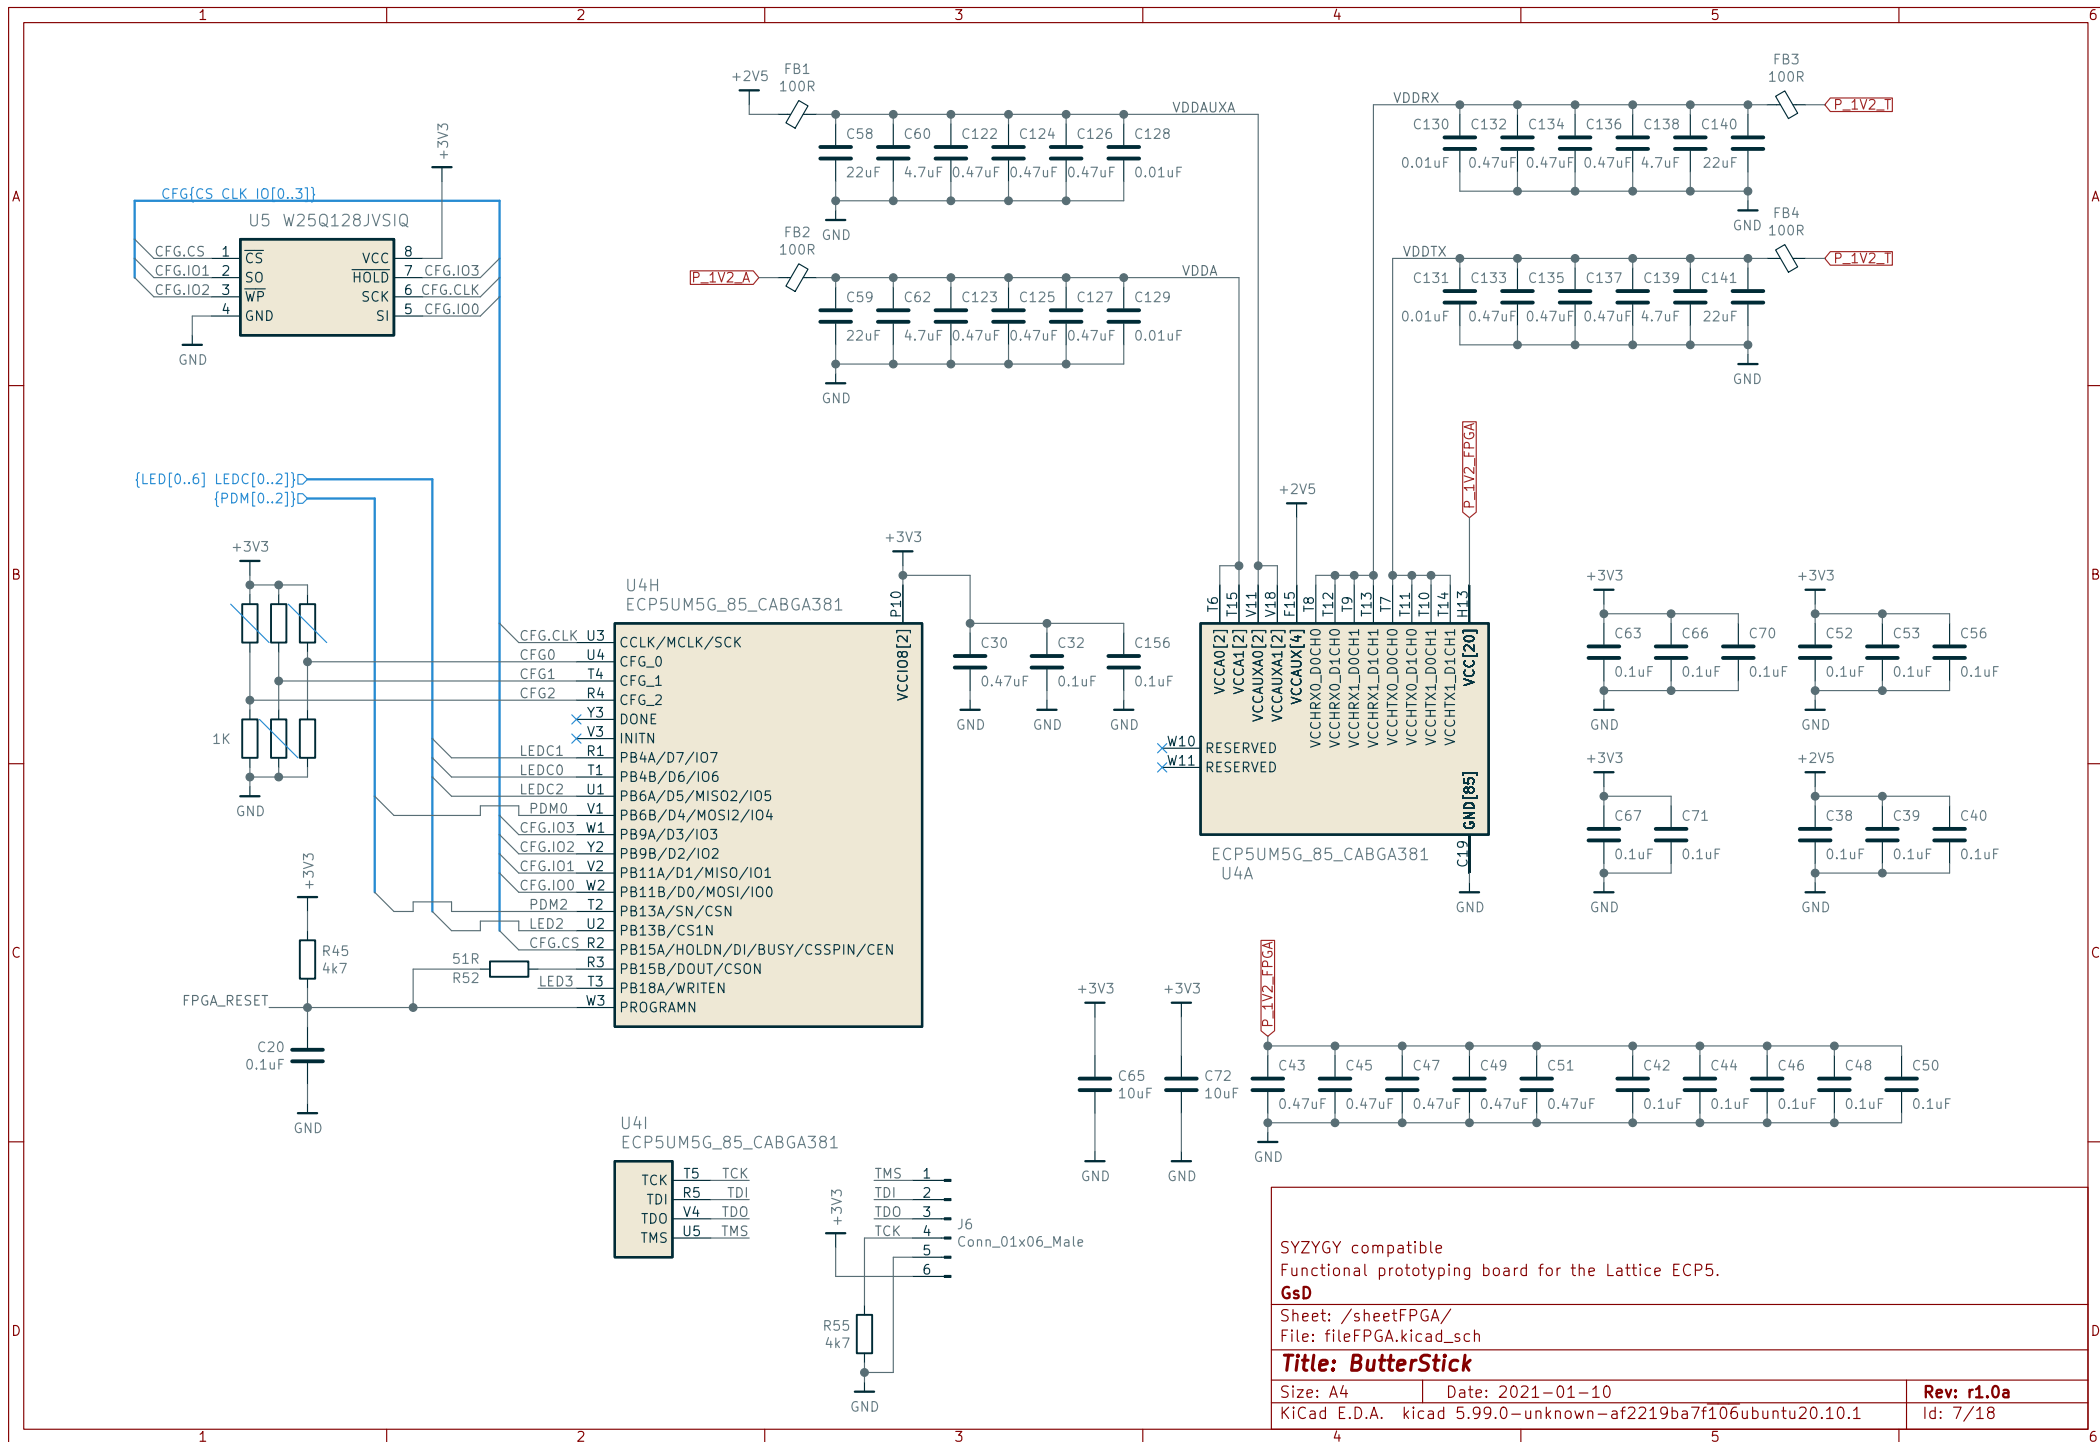 1 2 3 4 5 6
A
B
C
D
A
B
C
D
1 2 3 4 5 6
CFG{CS CLK IO[0..3]}
+3V3
U5 W25Q128JVSIQ
CFG.CS 1 CS VCC 8
CFG.IO1 2 SO HOLD 7 CFG.IO3
CFG.IO2 3 WP SCK 6 CFG.CLK
4 GND SI 5 CFG.IO0
GND
+2V5
FB1
100R
VDDAUXA
C58 C60 C122 C124 C126 C128
22uF 4.7uF 0.47uF 0.47uF 0.47uF 0.01uF
GND
P_1V2_A
FB2
100R
VDDA
C59 C62 C123 C125 C127 C129
22uF 4.7uF 0.47uF 0.47uF 0.47uF 0.01uF
GND
VDDRX
FB3
100R
P_1V2_T
C130 C132 C134 C136 C138 C140
0.01uF 0.47uF 0.47uF 0.47uF 4.7uF 22uF
GND
VDDTX
FB4
100R
P_1V2_T
C131 C133 C135 C137 C139 C141
0.01uF 0.47uF 0.47uF 0.47uF 4.7uF 22uF
GND
{LED[0..6] LEDC[0..2]}
{PDM[0..2]}
+3V3
1K
GND
+3V3
R45
4k7
FPGA_RESET
C20
0.1uF
GND
51R
R52
U4H
ECP5UM5G_85_CABGA381
+3V3
P10
VCCIO8[2]
CFG.CLK U3 CCLK/MCLK/SCK
CFG0 U4 CFG_0
CFG1 T4 CFG_1
CFG2 R4 CFG_2
Y3 DONE
V3 INITN
LEDC1 R1 PB4A/D7/IO7
LEDC0 T1 PB4B/D6/IO6
LEDC2 U1 PB6A/D5/MISO2/IO5
PDM0 V1 PB6B/D4/MOSI2/IO4
CFG.IO3 W1 PB9A/D3/IO3
CFG.IO2 Y2 PB9B/D2/IO2
CFG.IO1 V2 PB11A/D1/MISO/IO1
CFG.IO0 W2 PB11B/D0/MOSI/IO0
PDM2 T2 PB13A/SN/CSN
LED2 U2 PB13B/CS1N
CFG.CS R2 PB15A/HOLDN/DI/BUSY/CSSPIN/CEN
R3 PB15B/DOUT/CSON
LED3 T3 PB18A/WRITEN
W3 PROGRAMN
C30 C32 C156
0.47uF 0.1uF 0.1uF
GND GND GND
+2V5
P_1V2_FPGA
T6 T15 V11 V18 F15 T8 T12 T9 T13 T7 T11 T10 T14 H13
VCCA0[2]
VCCA1[2]
VCCAUXA0[2]
VCCAUXA1[2]
VCCAUX[4]
VCCHRX0_D0CH0
VCCHRX0_D1CH0
VCCHRX1_D0CH1
VCCHRX1_D1CH1
VCCHTX0_D0CH0
VCCHTX0_D1CH0
VCCHTX1_D0CH1
VCCHTX1_D1CH1
VCC[20]
W10 RESERVED
W11 RESERVED
GND[85]
C19
ECP5UM5G_85_CABGA381
U4A
GND
+3V3
C63 C66 C70
0.1uF 0.1uF 0.1uF
GND
+3V3
C52 C53 C56
0.1uF 0.1uF 0.1uF
GND
+3V3
C67 C71
0.1uF 0.1uF
GND
+2V5
C38 C39 C40
0.1uF 0.1uF 0.1uF
GND
+3V3
C65
10uF
GND
+3V3
C72
10uF
GND
P_1V2_FPGA
C43 C45 C47 C49 C51 C42 C44 C46 C48 C50
0.47uF 0.47uF 0.47uF 0.47uF 0.47uF 0.1uF 0.1uF 0.1uF 0.1uF 0.1uF
GND
U4I
ECP5UM5G_85_CABGA381
TCK T5 TCK
TDI R5 TDI
TDO V4 TDO
TMS U5 TMS
+3V3
TMS 1
TDI 2
TDO 3
TCK 4
5
6
J6
Conn_01x06_Male
R55
4k7
GND
SYZYGY compatible
Functional prototyping board for the Lattice ECP5.
GsD
Sheet: /sheetFPGA/
File: fileFPGA.kicad_sch
Title: ButterStick
Size: A4 Date: 2021-01-10 Rev: r1.0a
KiCad E.D.A. kicad 5.99.0-unknown-af2219ba7f106ubuntu20.10.1 Id: 7/18